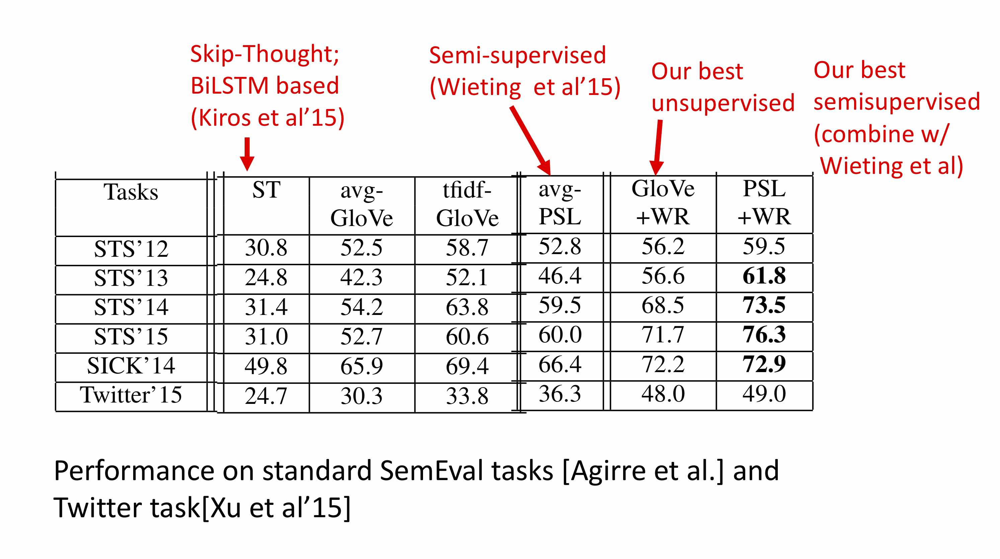 Skip-Thought;
BiLSTM based
(Kiros et al’15)
Semi-supervised
(Wieting  et al’15)
Our best
unsupervised
Our best
semisupervised
(combine w/
Wieting et al)
Tasks ST avg-GloVe tfidf-GloVe avg-PSL GloVe+WR PSL+WR
STS’12 30.8 52.5 58.7 52.8 56.2 59.5
STS’13 24.8 42.3 52.1 46.4 56.6 61.8
STS’14 31.4 54.2 63.8 59.5 68.5 73.5
STS’15 31.0 52.7 60.6 60.0 71.7 76.3
SICK’14 49.8 65.9 69.4 66.4 72.2 72.9
Twitter’15 24.7 30.3 33.8 36.3 48.0 49.0
Performance on standard SemEval tasks [Agirre et al.] and
Twitter task[Xu et al’15]